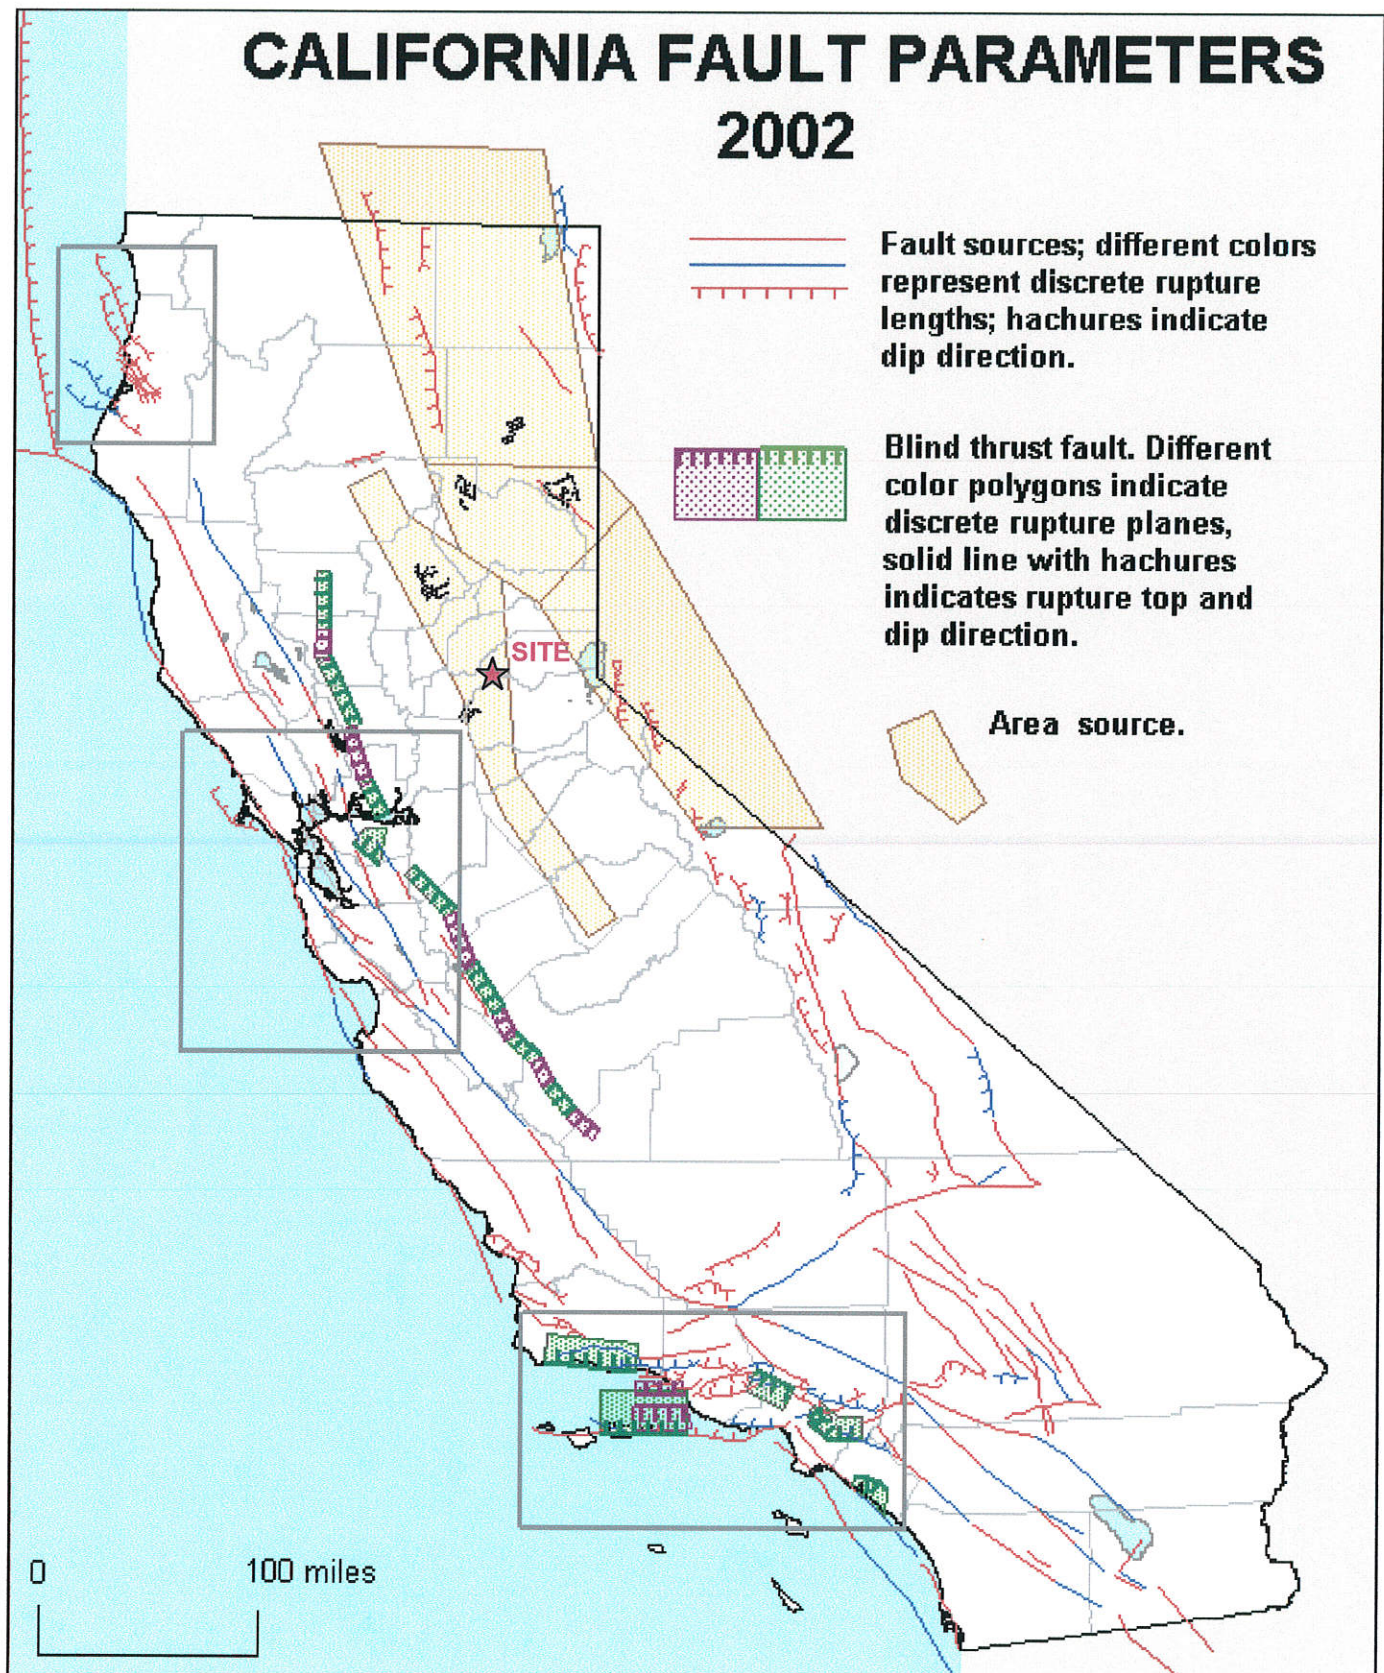 CALIFORNIA FAULT PARAMETERS
2002
Fault sources; different colors
represent discrete rupture
lengths; hachures indicate
dip direction.
Blind thrust fault. Different
color polygons indicate
discrete rupture planes,
solid line with hachures
indicates rupture top and
dip direction.
SITE
Area source.
0 100 miles